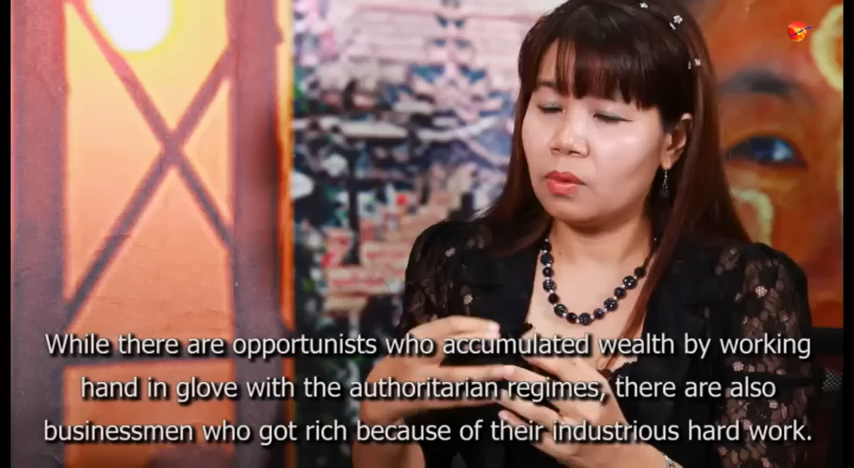 While there are opportunists who accumulated wealth by working
hand in glove with the authoritarian regimes, there are also
businessmen who got rich because of their industrious hard work.